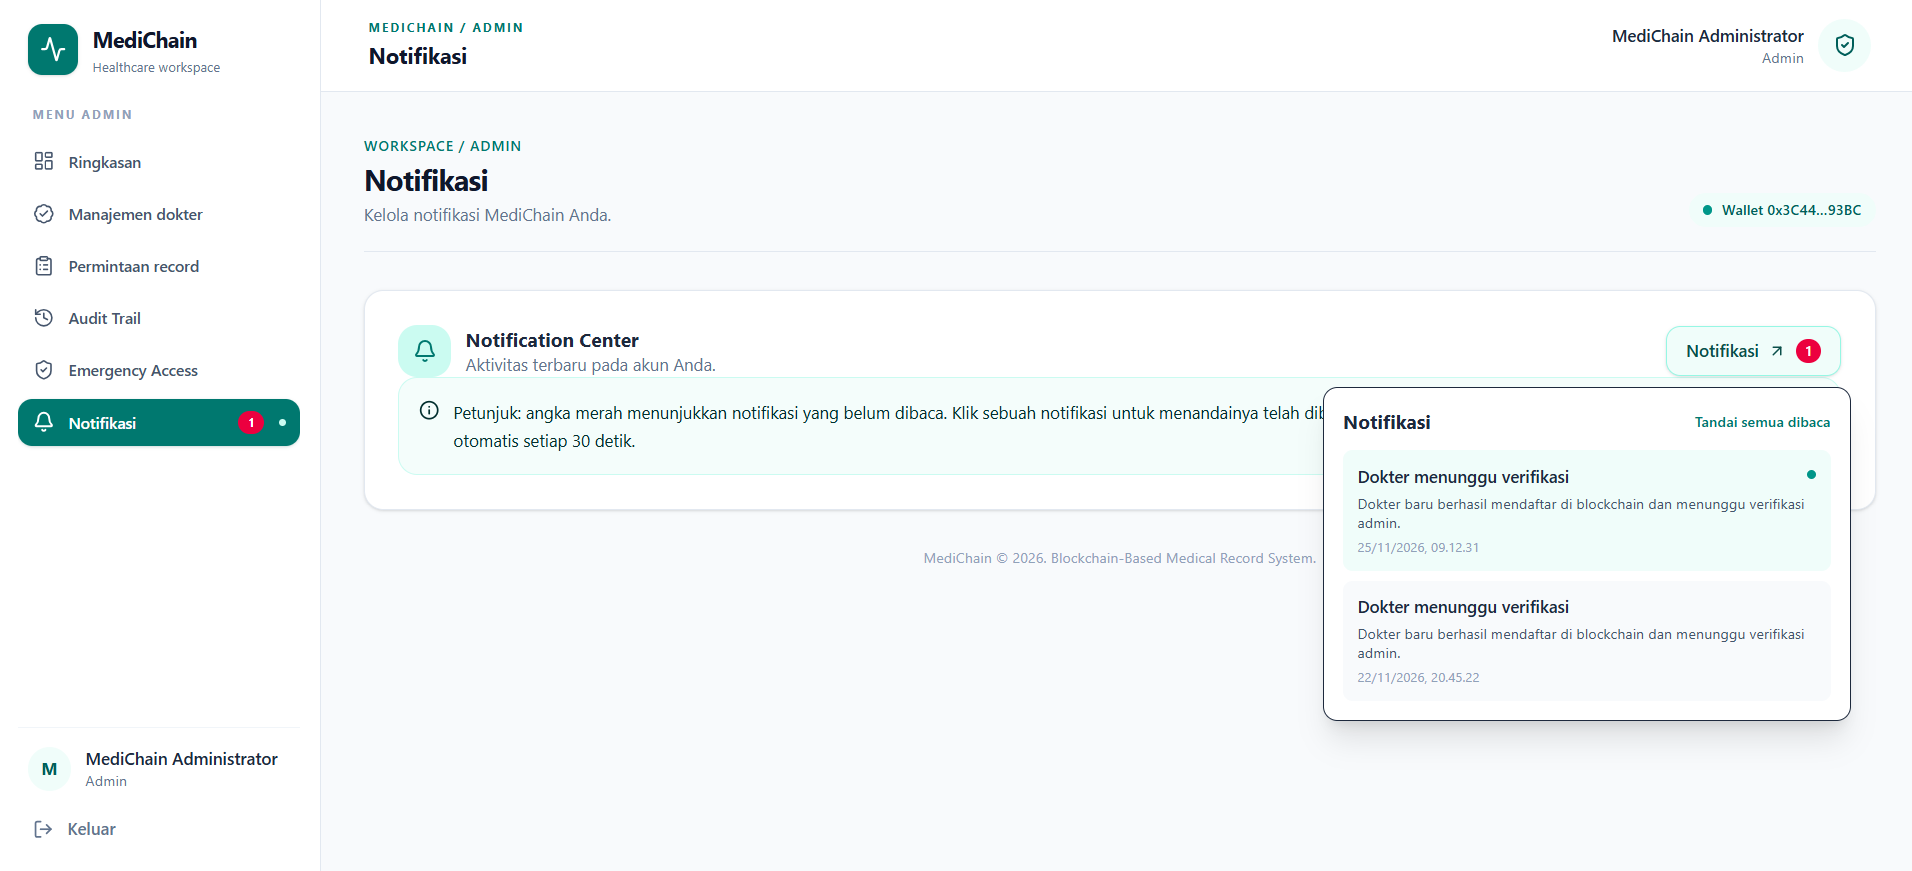 MediChain
Healthcare workspace
MENU ADMIN
Ringkasan
Manajemen dokter
Permintaan record
Audit Trail
Emergency Access
Notifikasi 1
MediChain Administrator
M
Admin
Keluar
MEDICHAIN / ADMIN
Notifikasi
MediChain Administrator
Admin
WORKSPACE / ADMIN
Notifikasi
Kelola notifikasi MediChain Anda.
Wallet 0x3C44...93BC
Notification Center
Aktivitas terbaru pada akun Anda.
Notifikasi 1
Petunjuk: angka merah menunjukkan notifikasi yang belum dibaca. Klik sebuah notifikasi untuk menandainya telah
otomatis setiap 30 detik.
Notifikasi
Tandai semua dibaca
Dokter menunggu verifikasi
Dokter baru berhasil mendaftar di blockchain dan menunggu verifikasi
admin.
25/11/2026, 09.12.31
Dokter menunggu verifikasi
Dokter baru berhasil mendaftar di blockchain dan menunggu verifikasi
admin.
22/11/2026, 20.45.22
MediChain © 2026. Blockchain-Based Medical Record System.